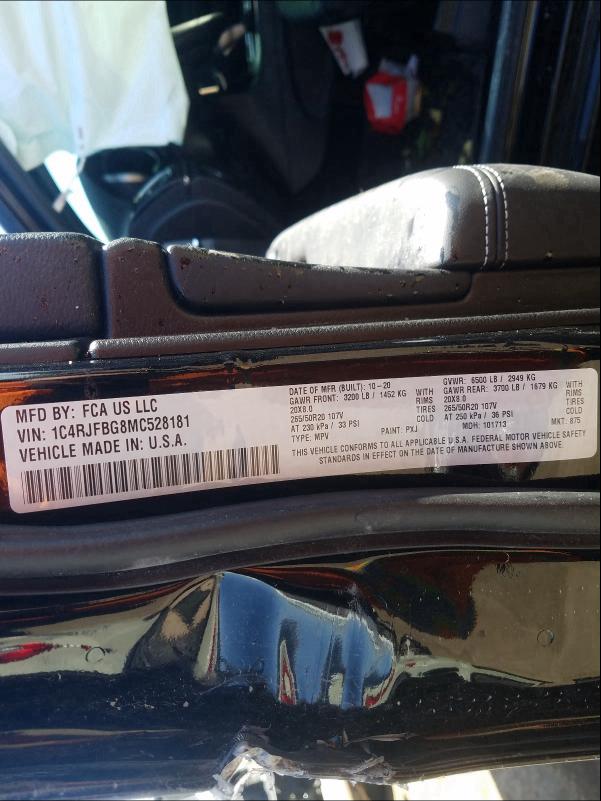 MFD BY: FCA US LLC
VIN: 1C4RJFBG8MC528181
VEHICLE MADE IN: U.S.A.
DATE OF MFR (BUILT): 10-20
GAWR FRONT: 3200 LB / 1452 KG WITH
20X8.0 RIMS
265/50R20 107V TIRES
AT 230 kPa / 33 PSI COLD
TYPE: MPV PAINT: PXJ
GVWR: 6500 LB / 2949 KG
GAWR REAR: 3700 LB / 1679 KG WITH
20X8.0 RIMS
265/50R20 107V TIRES
AT 250 kPa / 36 PSI COLD
MDH: 101713 MKT: 875
THIS VEHICLE CONFORMS TO ALL APPLICABLE U.S.A. FEDERAL MOTOR VEHICLE SAFETY
STANDARDS IN EFFECT ON THE DATE OF MANUFACTURE SHOWN ABOVE.